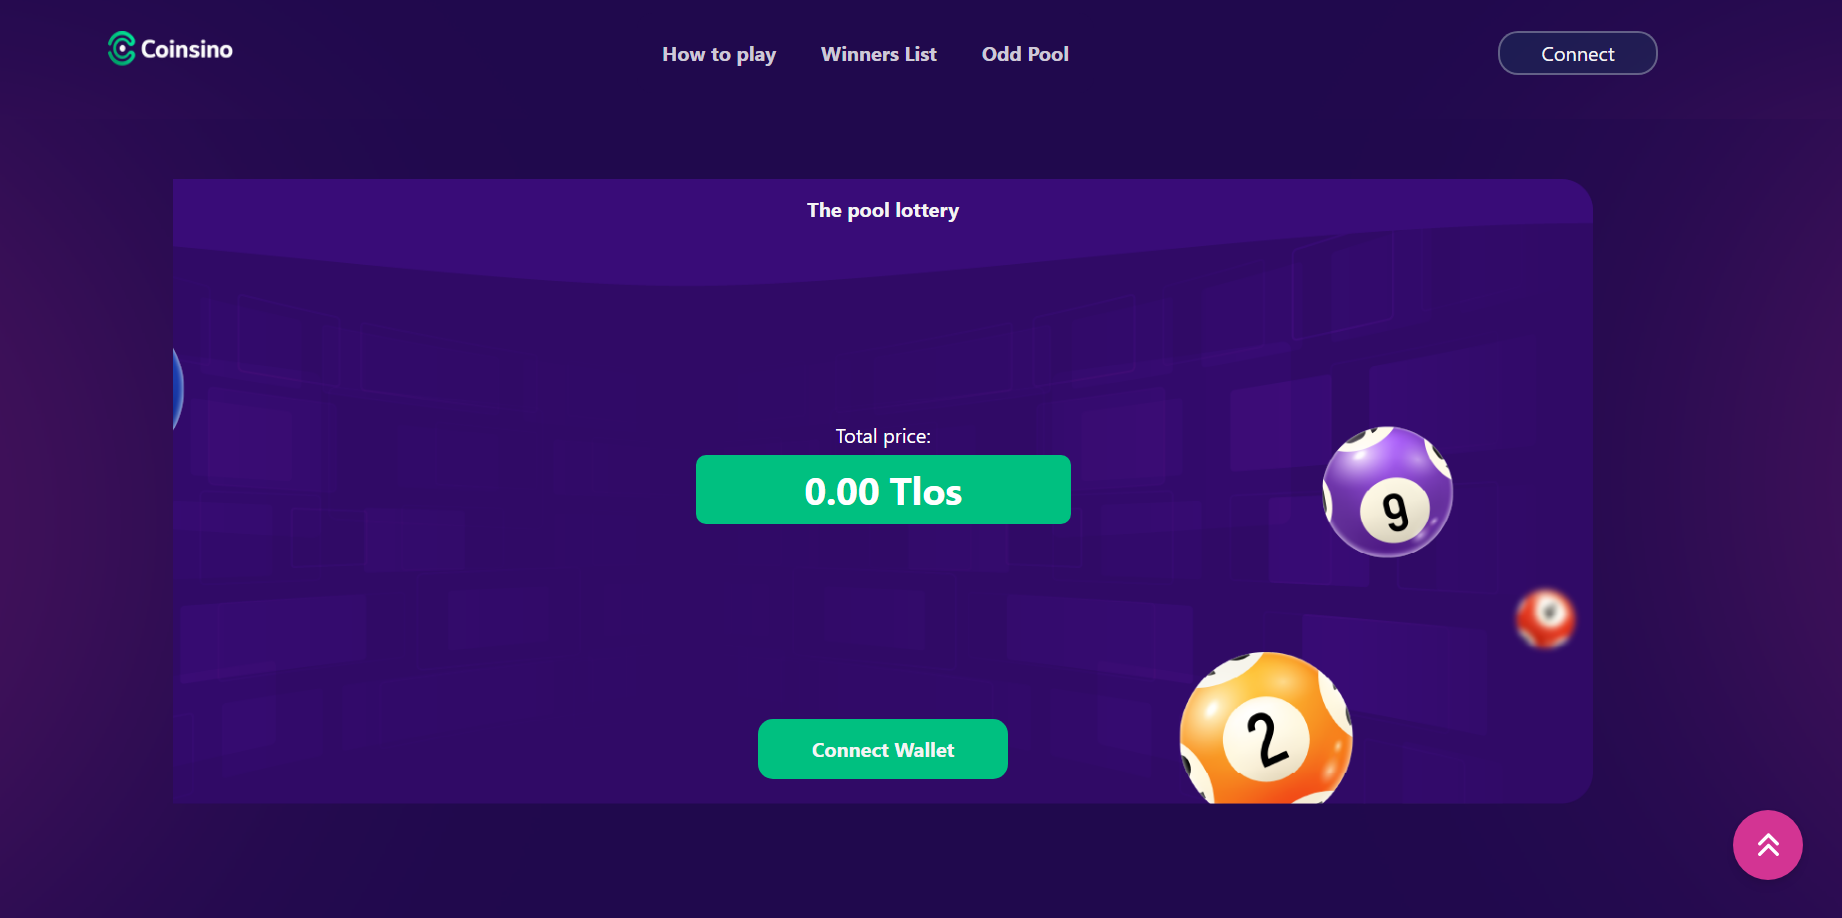 Coinsino
How to play
Winners List
Odd Pool
Connect
The pool lottery
Total price:
0.00 Tlos
9
2
Connect Wallet